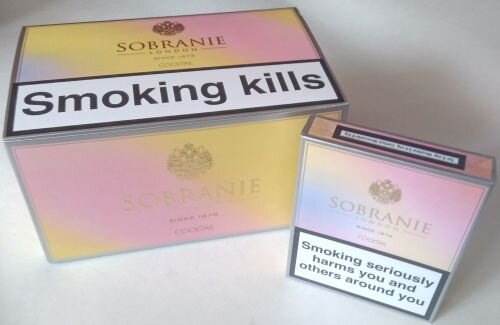 SOBRANIE
LONDON
SINCE 1879
COCKTAIL
Smoking kills
SOBRANIE
LONDON
SINCE 1879
COCKTAIL
SOBRANIE
LONDON
SINCE 1879
COCKTAIL
Smoking seriously
harms you and
others around you